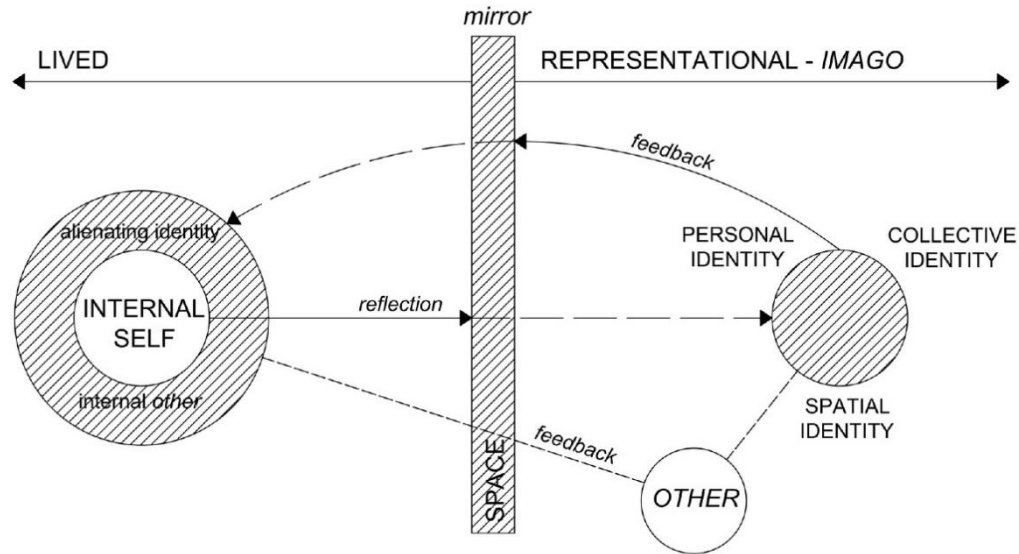 mirror
LIVED
REPRESENTATIONAL - IMAGO
feedback
alienating identity
PERSONAL
IDENTITY
COLLECTIVE
IDENTITY
INTERNAL
SELF
reflection
internal other
SPATIAL
IDENTITY
feedback
SPACE
OTHER